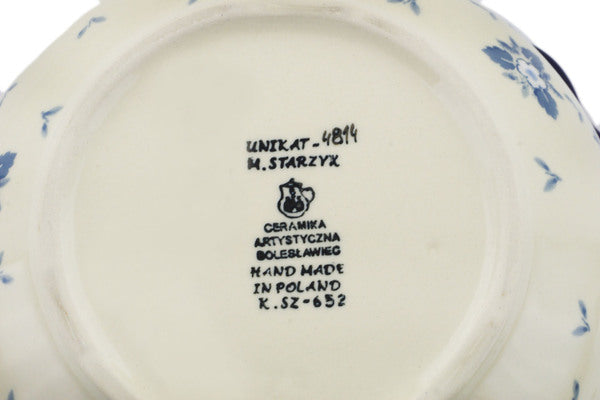 UNIKAT-4814
M. STARZYK
CERAMIKA
ARTYSTYCZNA
BOLESŁAWIEC
HAND MADE
IN POLAND
K.SZ-652